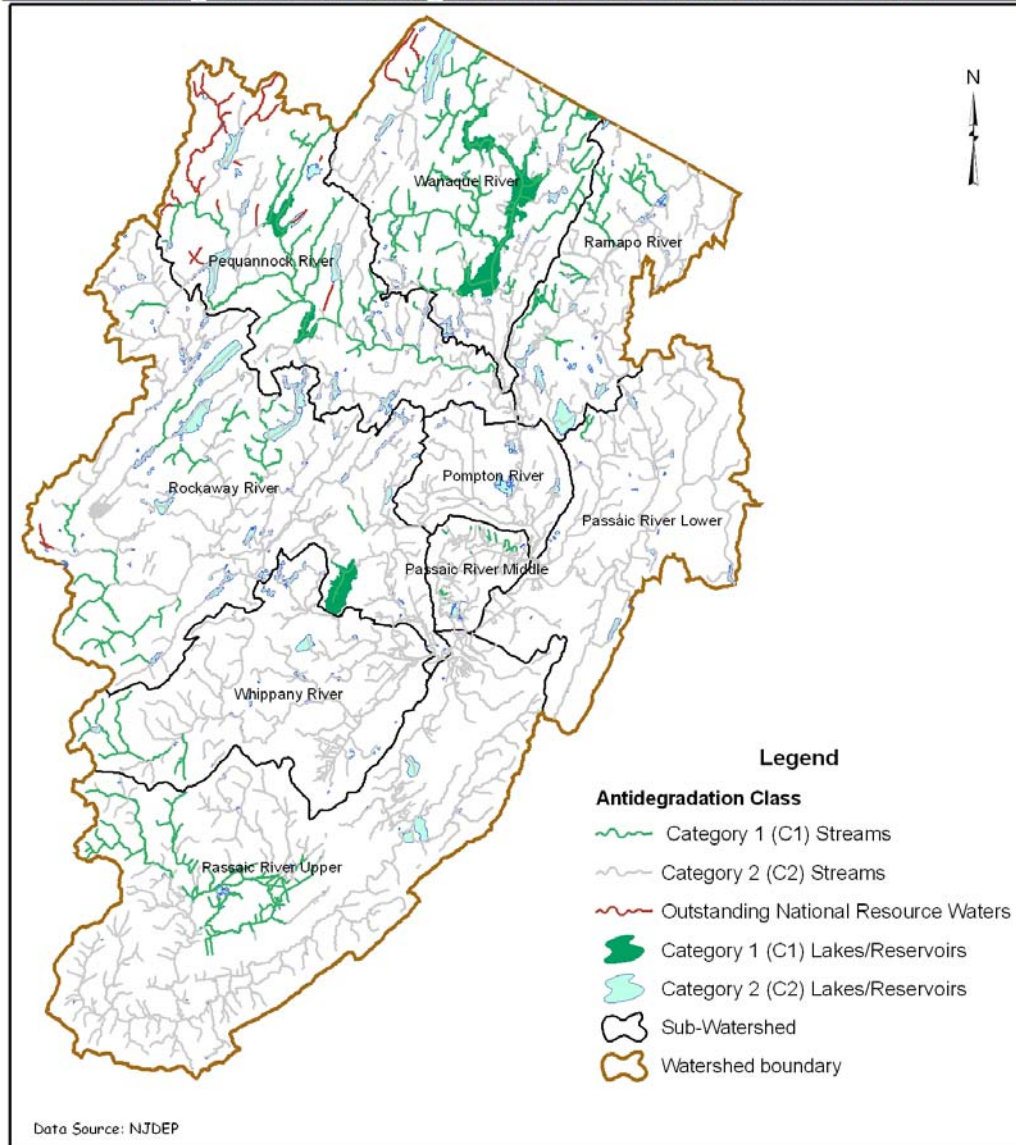 N
Wanaque River
Ramapo River
Pequannock River
Pompton River
Rockaway River
Passaic River Lower
Passaic River Middle
Whippany River
Legend
Antidegradation Class
Category 1 (C1) Streams
Passaic River Upper
Category 2 (C2) Streams
Outstanding National Resource Waters
Category 1 (C1) Lakes/Reservoirs
Category 2 (C2) Lakes/Reservoirs
Sub-Watershed
Watershed boundary
Data Source: NJDEP